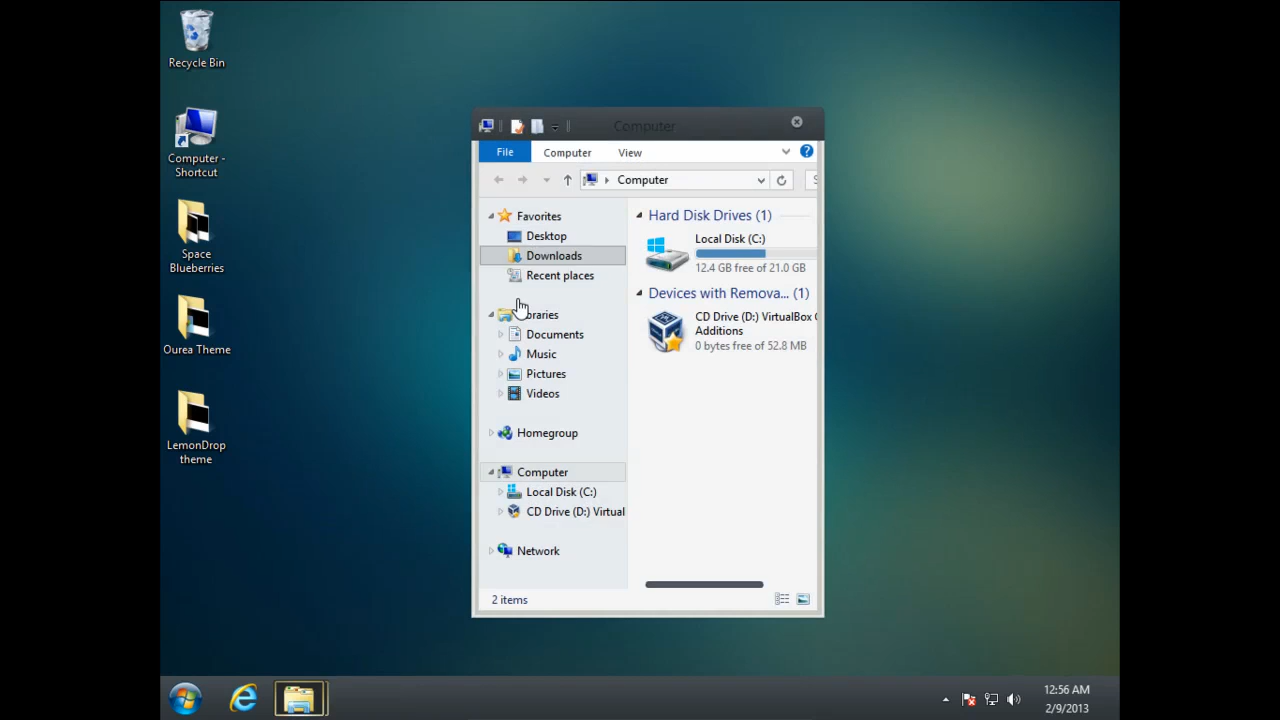 Recycle Bin
Computer -
Shortcut
Space
Blueberries
Ourea Theme
LemonDrop
theme
Computer
File
Computer
View
Computer
Favorites
Desktop
Downloads
Recent places
braries
Documents
Music
Pictures
Videos
Homegroup
Computer
Local Disk (C:)
CD Drive (D:) Virtual
Network
Hard Disk Drives (1)
Local Disk (C:)
12.4 GB free of 21.0 GB
Devices with Remova... (1)
CD Drive (D:) VirtualBox G
Additions
0 bytes free of 52.8 MB
2 items
12:56 AM
2/9/2013